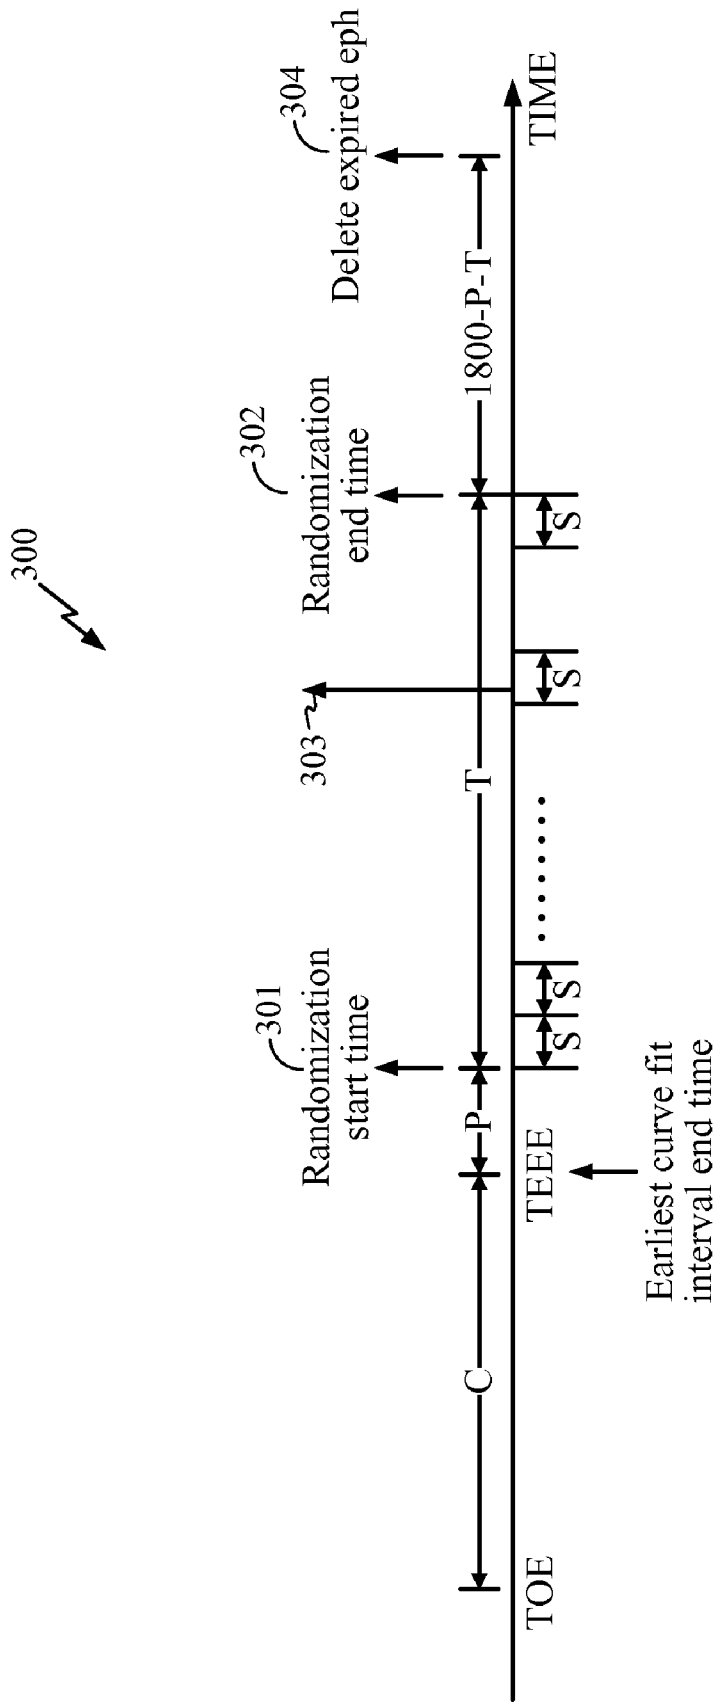 300
301
Randomization
start time
303
302
Randomization
end time
304
Delete expired eph
C
P
T
1800-P-T
TOE
TEEE
S
S
........
S
S
TIME
Earliest curve fit
interval end time